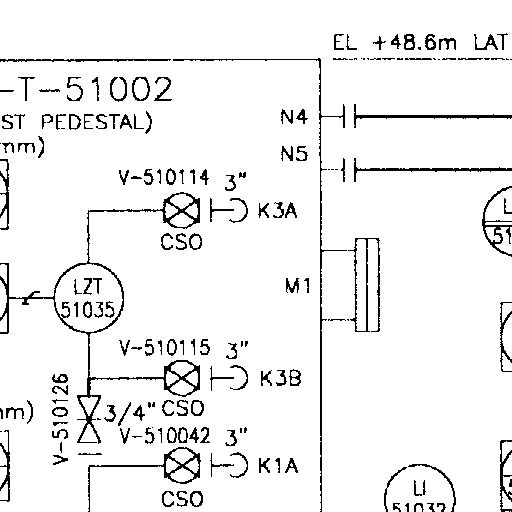 EL +48.6m LAT
-T-51002
ST PEDESTAL)
mm)
N4
N5
V-510114 3"
K3A
CSO
LZT
51035
M1
V-510115 3"
K3B
CSO
V-510126
3/4"
mm)
V-510042 3"
K1A
CSO
LI
51032
L
51